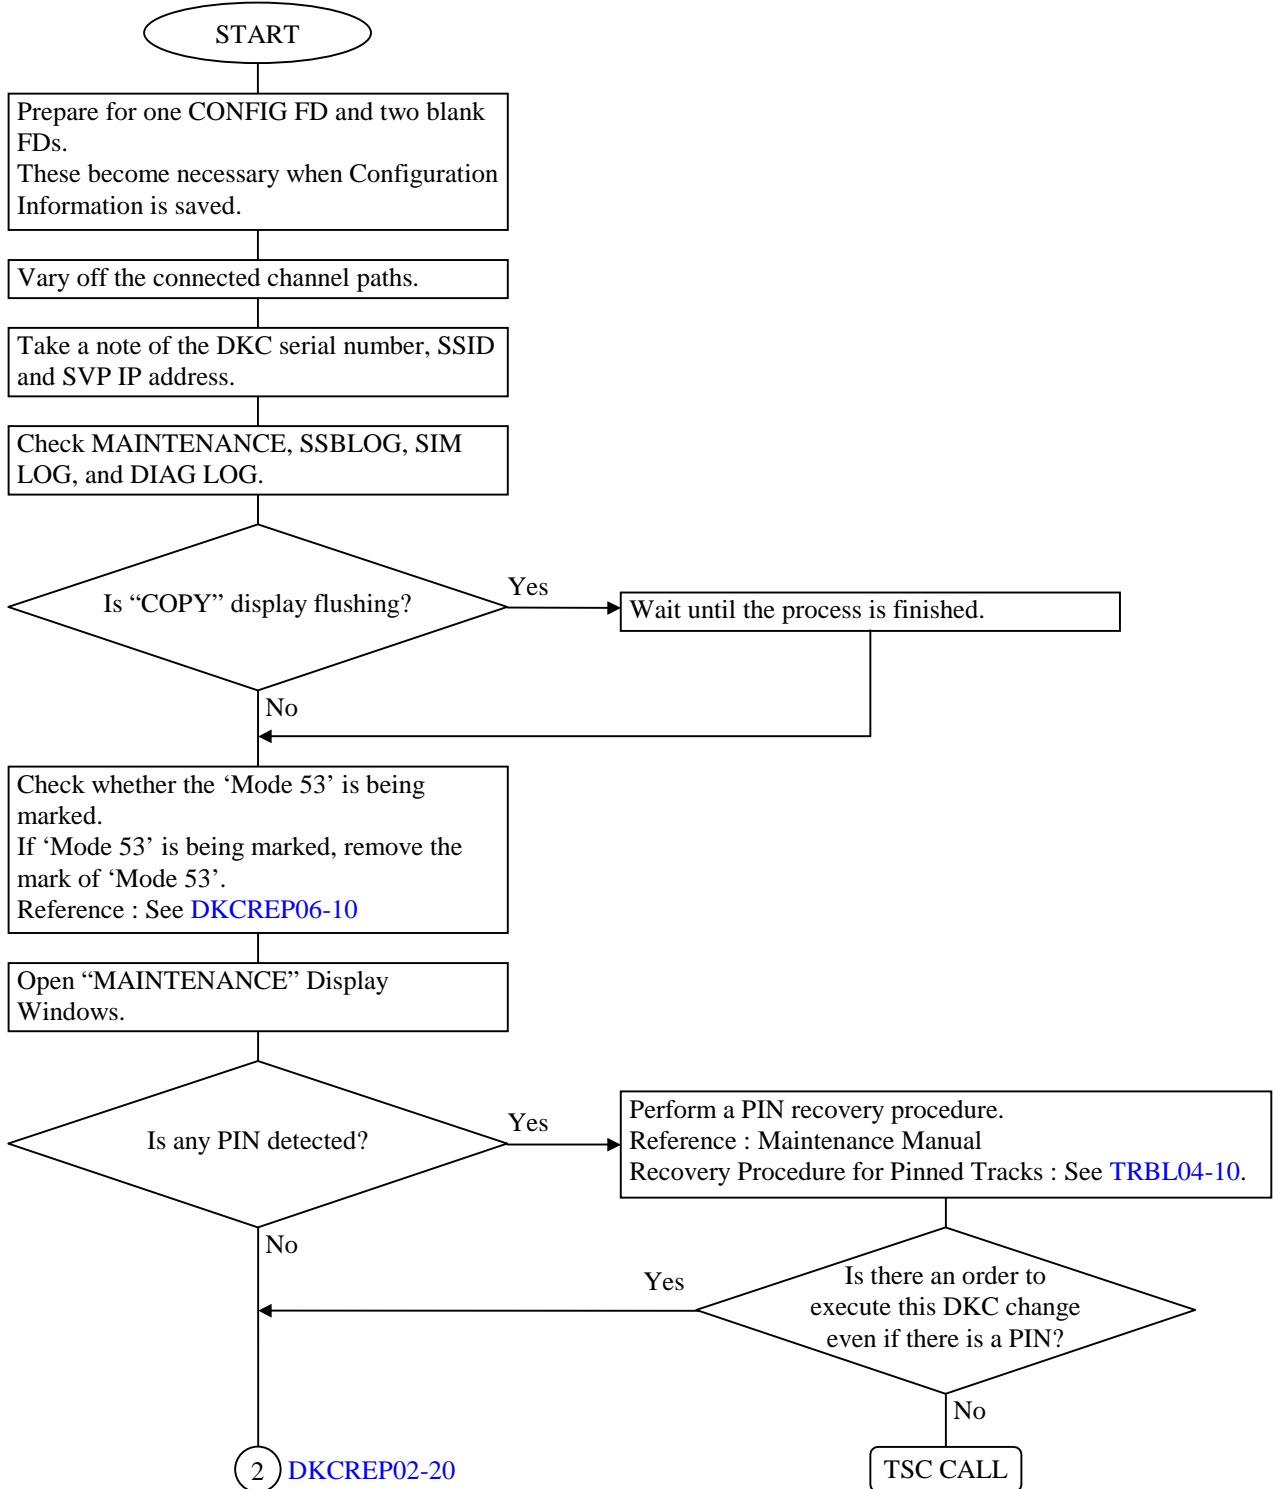 START
Prepare for one CONFIG FD and two blank
FDs.
These become necessary when Configuration
Information is saved.
Vary off the connected channel paths.
Take a note of the DKC serial number, SSID
and SVP IP address.
Check MAINTENANCE, SSBLOG, SIM
LOG, and DIAG LOG.
Is “COPY” display flushing?
Yes
Wait until the process is finished.
No
Check whether the ‘Mode 53’ is being
marked.
If ‘Mode 53’ is being marked, remove the
mark of ‘Mode 53’.
Reference : See DKCREP06-10
Open “MAINTENANCE” Display
Windows.
Is any PIN detected?
Yes
Perform a PIN recovery procedure.
Reference : Maintenance Manual
Recovery Procedure for Pinned Tracks : See TRBL04-10.
No
Is there an order to
execute this DKC change
even if there is a PIN?
Yes
No
2 DKCREP02-20
TSC CALL